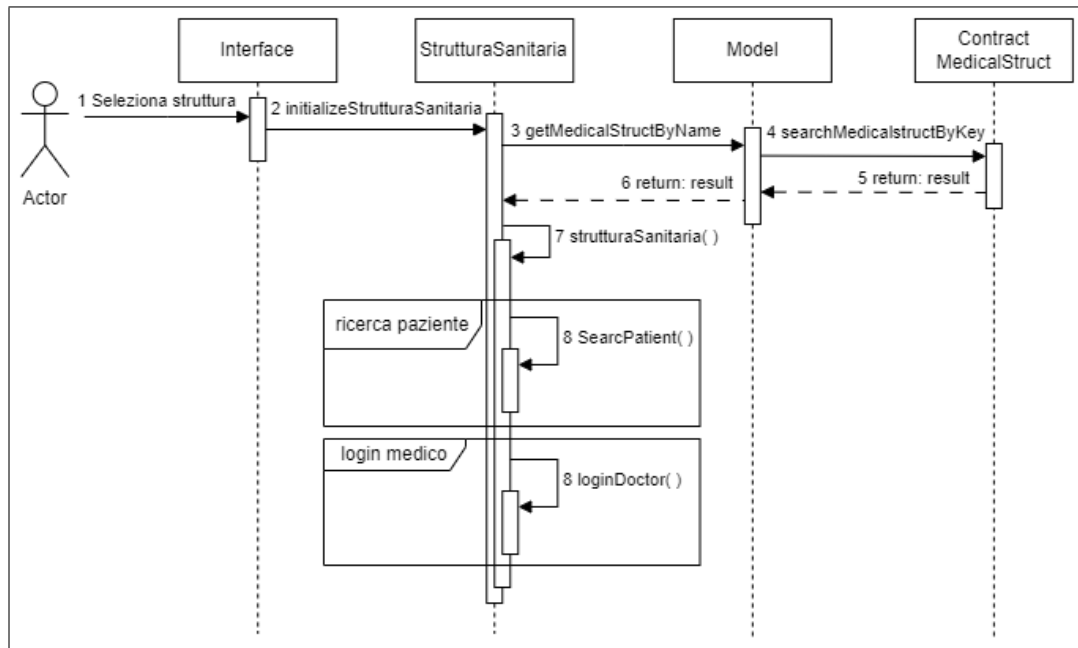 Interface
StrutturaSanitaria
Model
Contract
MedicalStruct
1 Seleziona struttura
2 initializeStrutturaSanitaria
3 getMedicalStructByName
4 searchMedicalstructByKey
5 return: result
6 return: result
Actor
7 strutturaSanitaria( )
ricerca paziente
8 SearcPatient( )
login medico
8 loginDoctor( )